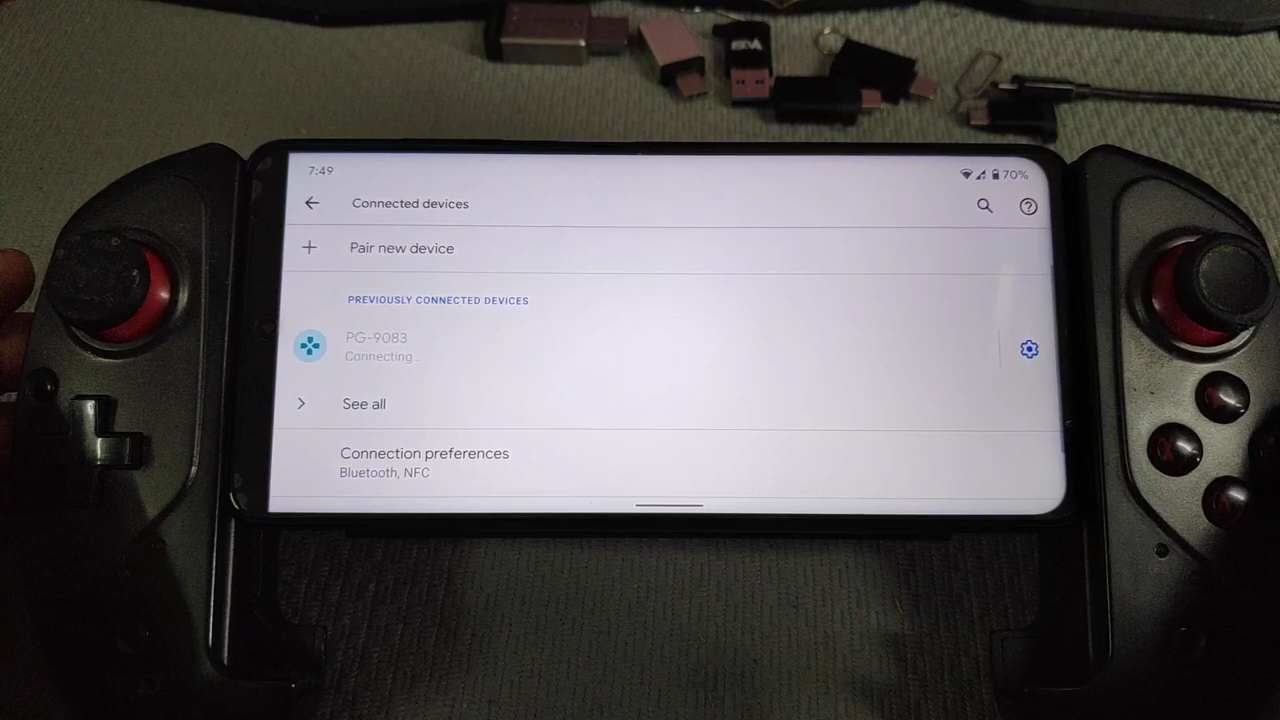 7:49
70%
Connected devices
Pair new device
PREVIOUSLY CONNECTED DEVICES
PG-9083
Connecting...
See all
Connection preferences
Bluetooth, NFC